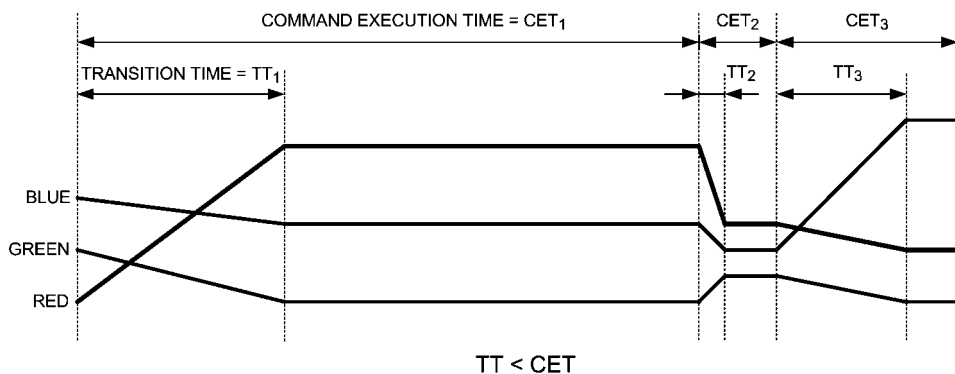 COMMAND EXECUTION TIME = CET₁
CET₂
CET₃
TRANSITION TIME = TT₁
TT₂
TT₃
BLUE
GREEN
RED
TT < CET